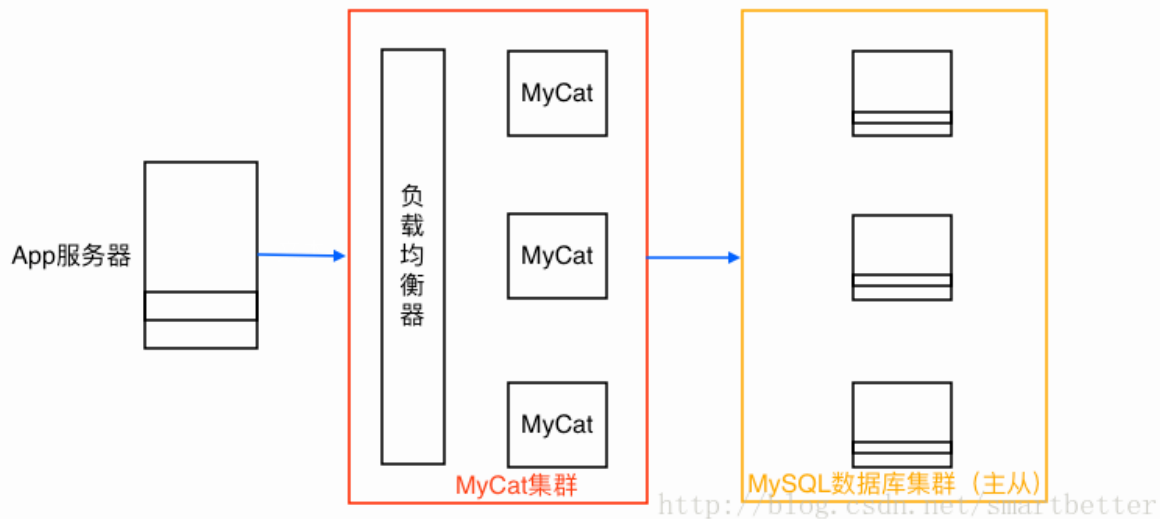 App服务器
负载均衡器
MyCat
MyCat
MyCat
MyCat集群
MySQL数据库集群（主从）
http://blog.csdn.net/smartbetter